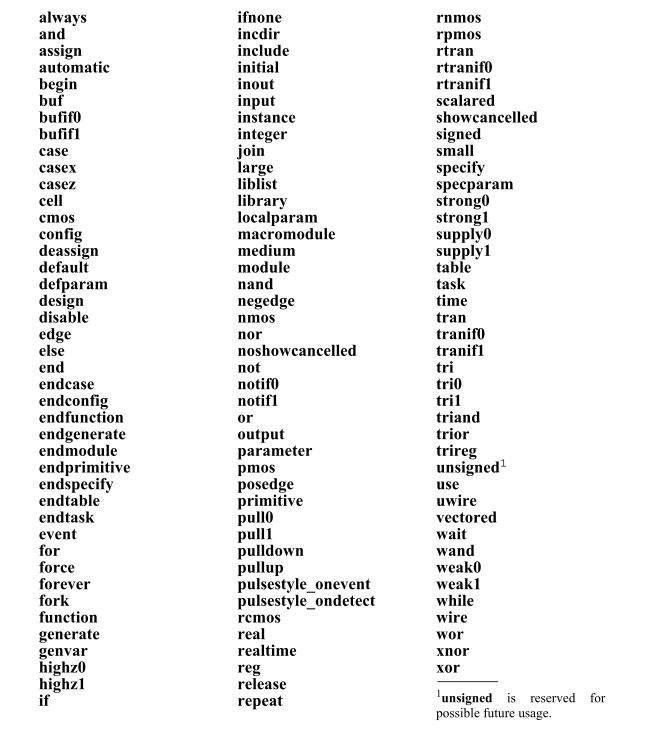 always
and
assign
automatic
begin
buf
bufif0
bufif1
case
casex
casez
cell
cmos
config
deassign
default
defparam
design
disable
edge
else
end
endcase
endconfig
endfunction
endgenerate
endmodule
endprimitive
endspecify
endtable
endtask
event
for
force
forever
fork
function
generate
genvar
highz0
highz1
if
ifnone
incdir
include
initial
inout
input
instance
integer
join
large
liblist
library
localparam
macromodule
medium
module
nand
negedge
nmos
nor
noshowcancelled
not
notif0
notif1
or
output
parameter
pmos
posedge
primitive
pull0
pull1
pulldown
pullup
pulsestyle_onevent
pulsestyle_ondetect
rcmos
real
realtime
reg
release
repeat
rnmos
rpmos
rtran
rtranif0
rtranif1
scalared
showcancelled
signed
small
specify
specparam
strong0
strong1
supply0
supply1
table
task
time
tran
tranif0
tranif1
tri
tri0
tri1
triand
trior
trireg
unsigned¹
use
uwire
vectored
wait
wand
weak0
weak1
while
wire
wor
xnor
xor
¹unsigned is reserved for
possible future usage.